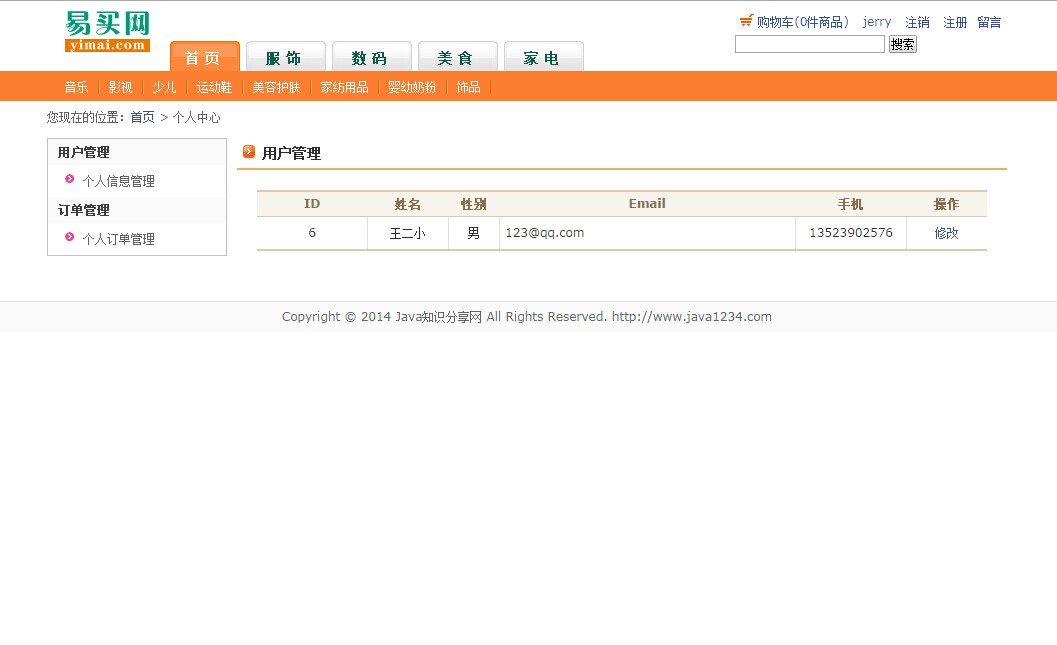 易买网
yimai.com
购物车(0件商品) jerry 注销 注册 留言
搜索
首页 服饰 数码 美食 家电
音乐 影视 少儿 运动鞋 美容护肤 家纺用品 婴幼奶粉 饰品
您现在的位置：首页 > 个人中心
用户管理
个人信息管理
订单管理
个人订单管理
用户管理
ID 姓名 性别 Email 手机 操作
6 王二小 男 123@qq.com 13523902576 修改
Copyright © 2014 Java知识分享网 All Rights Reserved. http://www.java1234.com